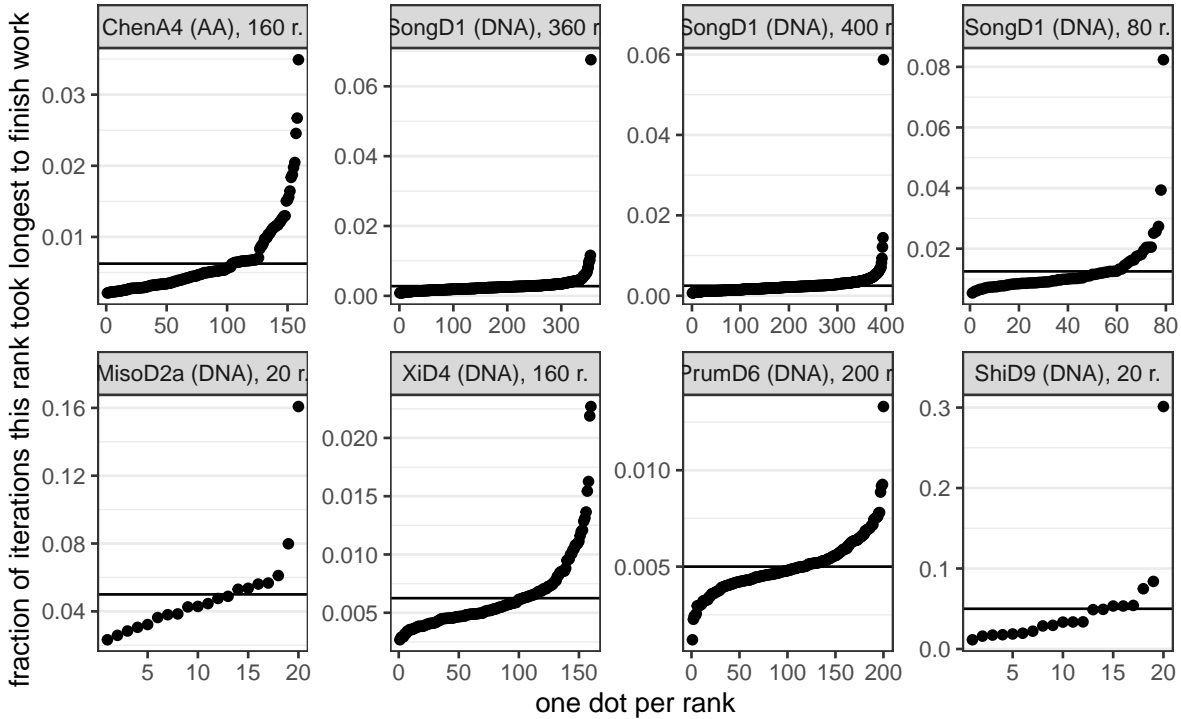 fraction of iterations this rank took longest to finish work
ChenA4 (AA), 160 r.
0.03
0.02
0.01
0 50 100 150
SongD1 (DNA), 360 r
0.06
0.04
0.02
0.00
0 100 200 300
SongD1 (DNA), 400 r
0.06
0.04
0.02
0.00
0 100 200 300 400
SongD1 (DNA), 80 r.
0.08
0.06
0.04
0.02
0 20 40 60 80
MisoD2a (DNA), 20 r.
0.16
0.12
0.08
0.04
5 10 15 20
XiD4 (DNA), 160 r.
0.020
0.015
0.010
0.005
0 50 100 150
PrumD6 (DNA), 200 r
0.010
0.005
0 50 100 150 200
ShiD9 (DNA), 20 r.
0.3
0.2
0.1
0.0
5 10 15 20
one dot per rank